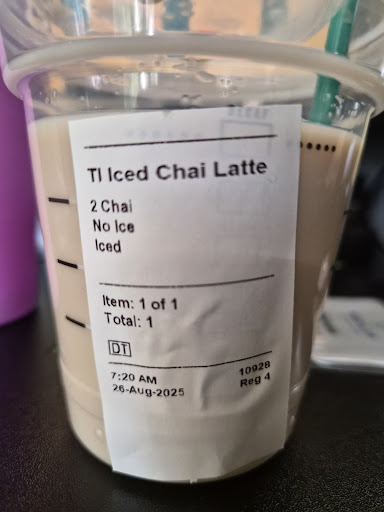 Tl Iced Chai Latte
2 Chai
No Ice
Iced
Item: 1 of 1
Total: 1
DT
7:20 AM 10928
26-Aug-2025 Reg 4